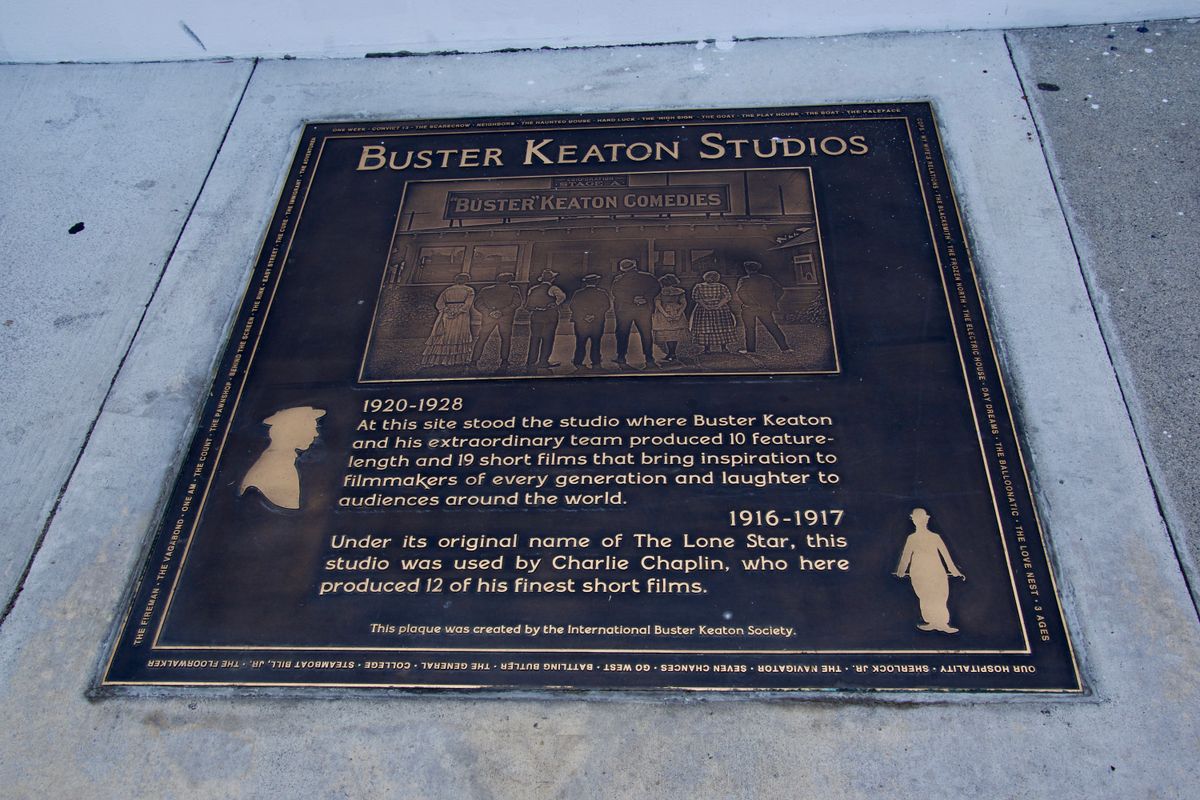 ONE WEEK · CONVICT 13 · THE SCARECROW · NEIGHBORS · THE HAUNTED HOUSE · HARD LUCK · THE 'HIGH SIGN' · THE GOAT · THE PLAY HOUSE · THE BOAT · THE PALEFACE
COPS · MY WIFE'S RELATIONS · THE BLACKSMITH · THE FROZEN NORTH · THE ELECTRIC HOUSE · DAY DREAMS · THE BALLOONATIC · THE LOVE NEST · 3 AGES
OUR HOSPITALITY · SHERLOCK JR. · THE NAVIGATOR · SEVEN CHANCES · GO WEST · BATTLING BUTLER · THE GENERAL · COLLEGE · STEAMBOAT BILL, JR. · THE FLOORWALKER
THE FIREMAN · THE VAGABOND · ONE AM · THE COUNT · THE PAWNSHOP · BEHIND THE SCREEN · THE RINK · EASY STREET · THE CURE · THE IMMIGRANT · THE ADVENTURER
BUSTER KEATON STUDIOS
CORPORATION
STAGE A
"BUSTER" KEATON COMEDIES
1920-1928
At this site stood the studio where Buster Keaton
and his extraordinary team produced 10 feature-
length and 19 short films that bring inspiration to
filmmakers of every generation and laughter to
audiences around the world.
1916-1917
Under its original name of The Lone Star, this
studio was used by Charlie Chaplin, who here
produced 12 of his finest short films.
This plaque was created by the International Buster Keaton Society.